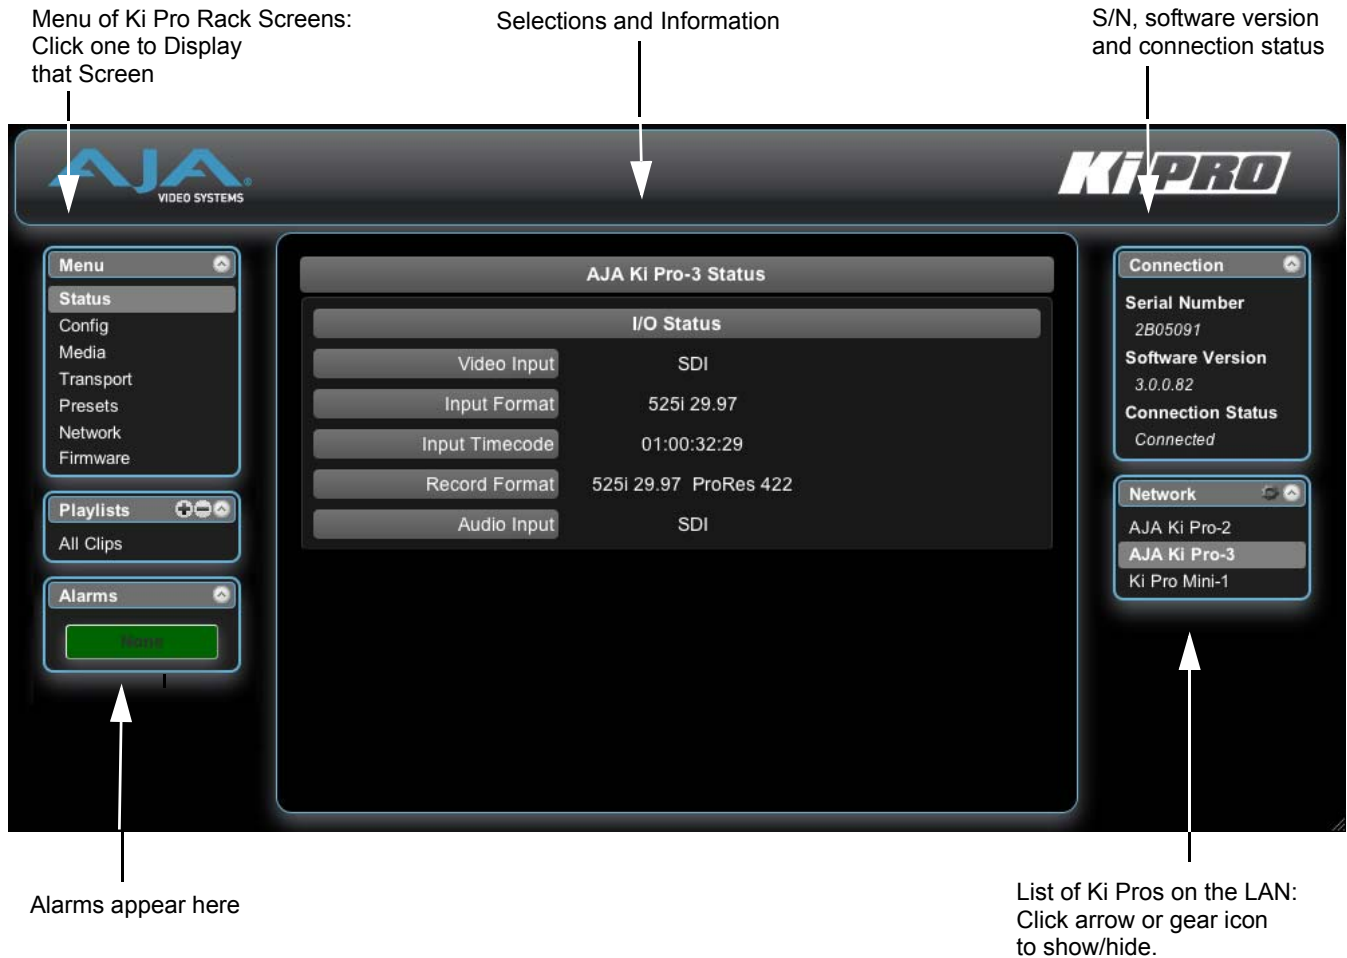 Menu of Ki Pro Rack Screens:
Click one to Display
that Screen
Selections and Information
S/N, software version
and connection status
AJA
VIDEO SYSTEMS
Ki PRO
Menu
Status
Config
Media
Transport
Presets
Network
Firmware
Playlists
All Clips
Alarms
None
AJA Ki Pro-3 Status
I/O Status
Video Input SDI
Input Format 525i 29.97
Input Timecode 01:00:32:29
Record Format 525i 29.97 ProRes 422
Audio Input SDI
Connection
Serial Number
2B05091
Software Version
3.0.0.82
Connection Status
Connected
Network
AJA Ki Pro-2
AJA Ki Pro-3
Ki Pro Mini-1
Alarms appear here
List of Ki Pros on the LAN:
Click arrow or gear icon
to show/hide.